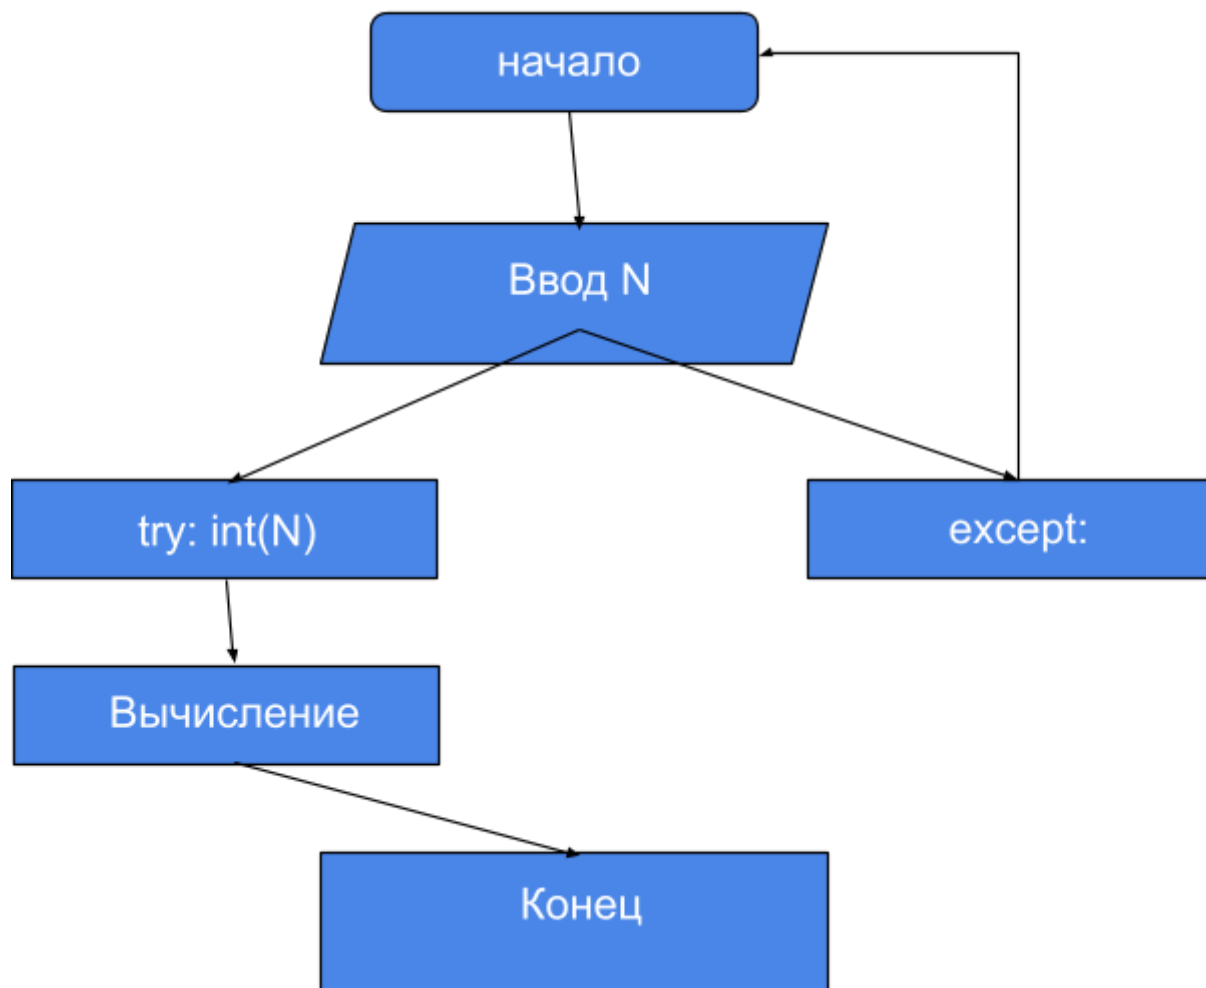 начало
Ввод N
try: int(N)
except:
Вычисление
Конец